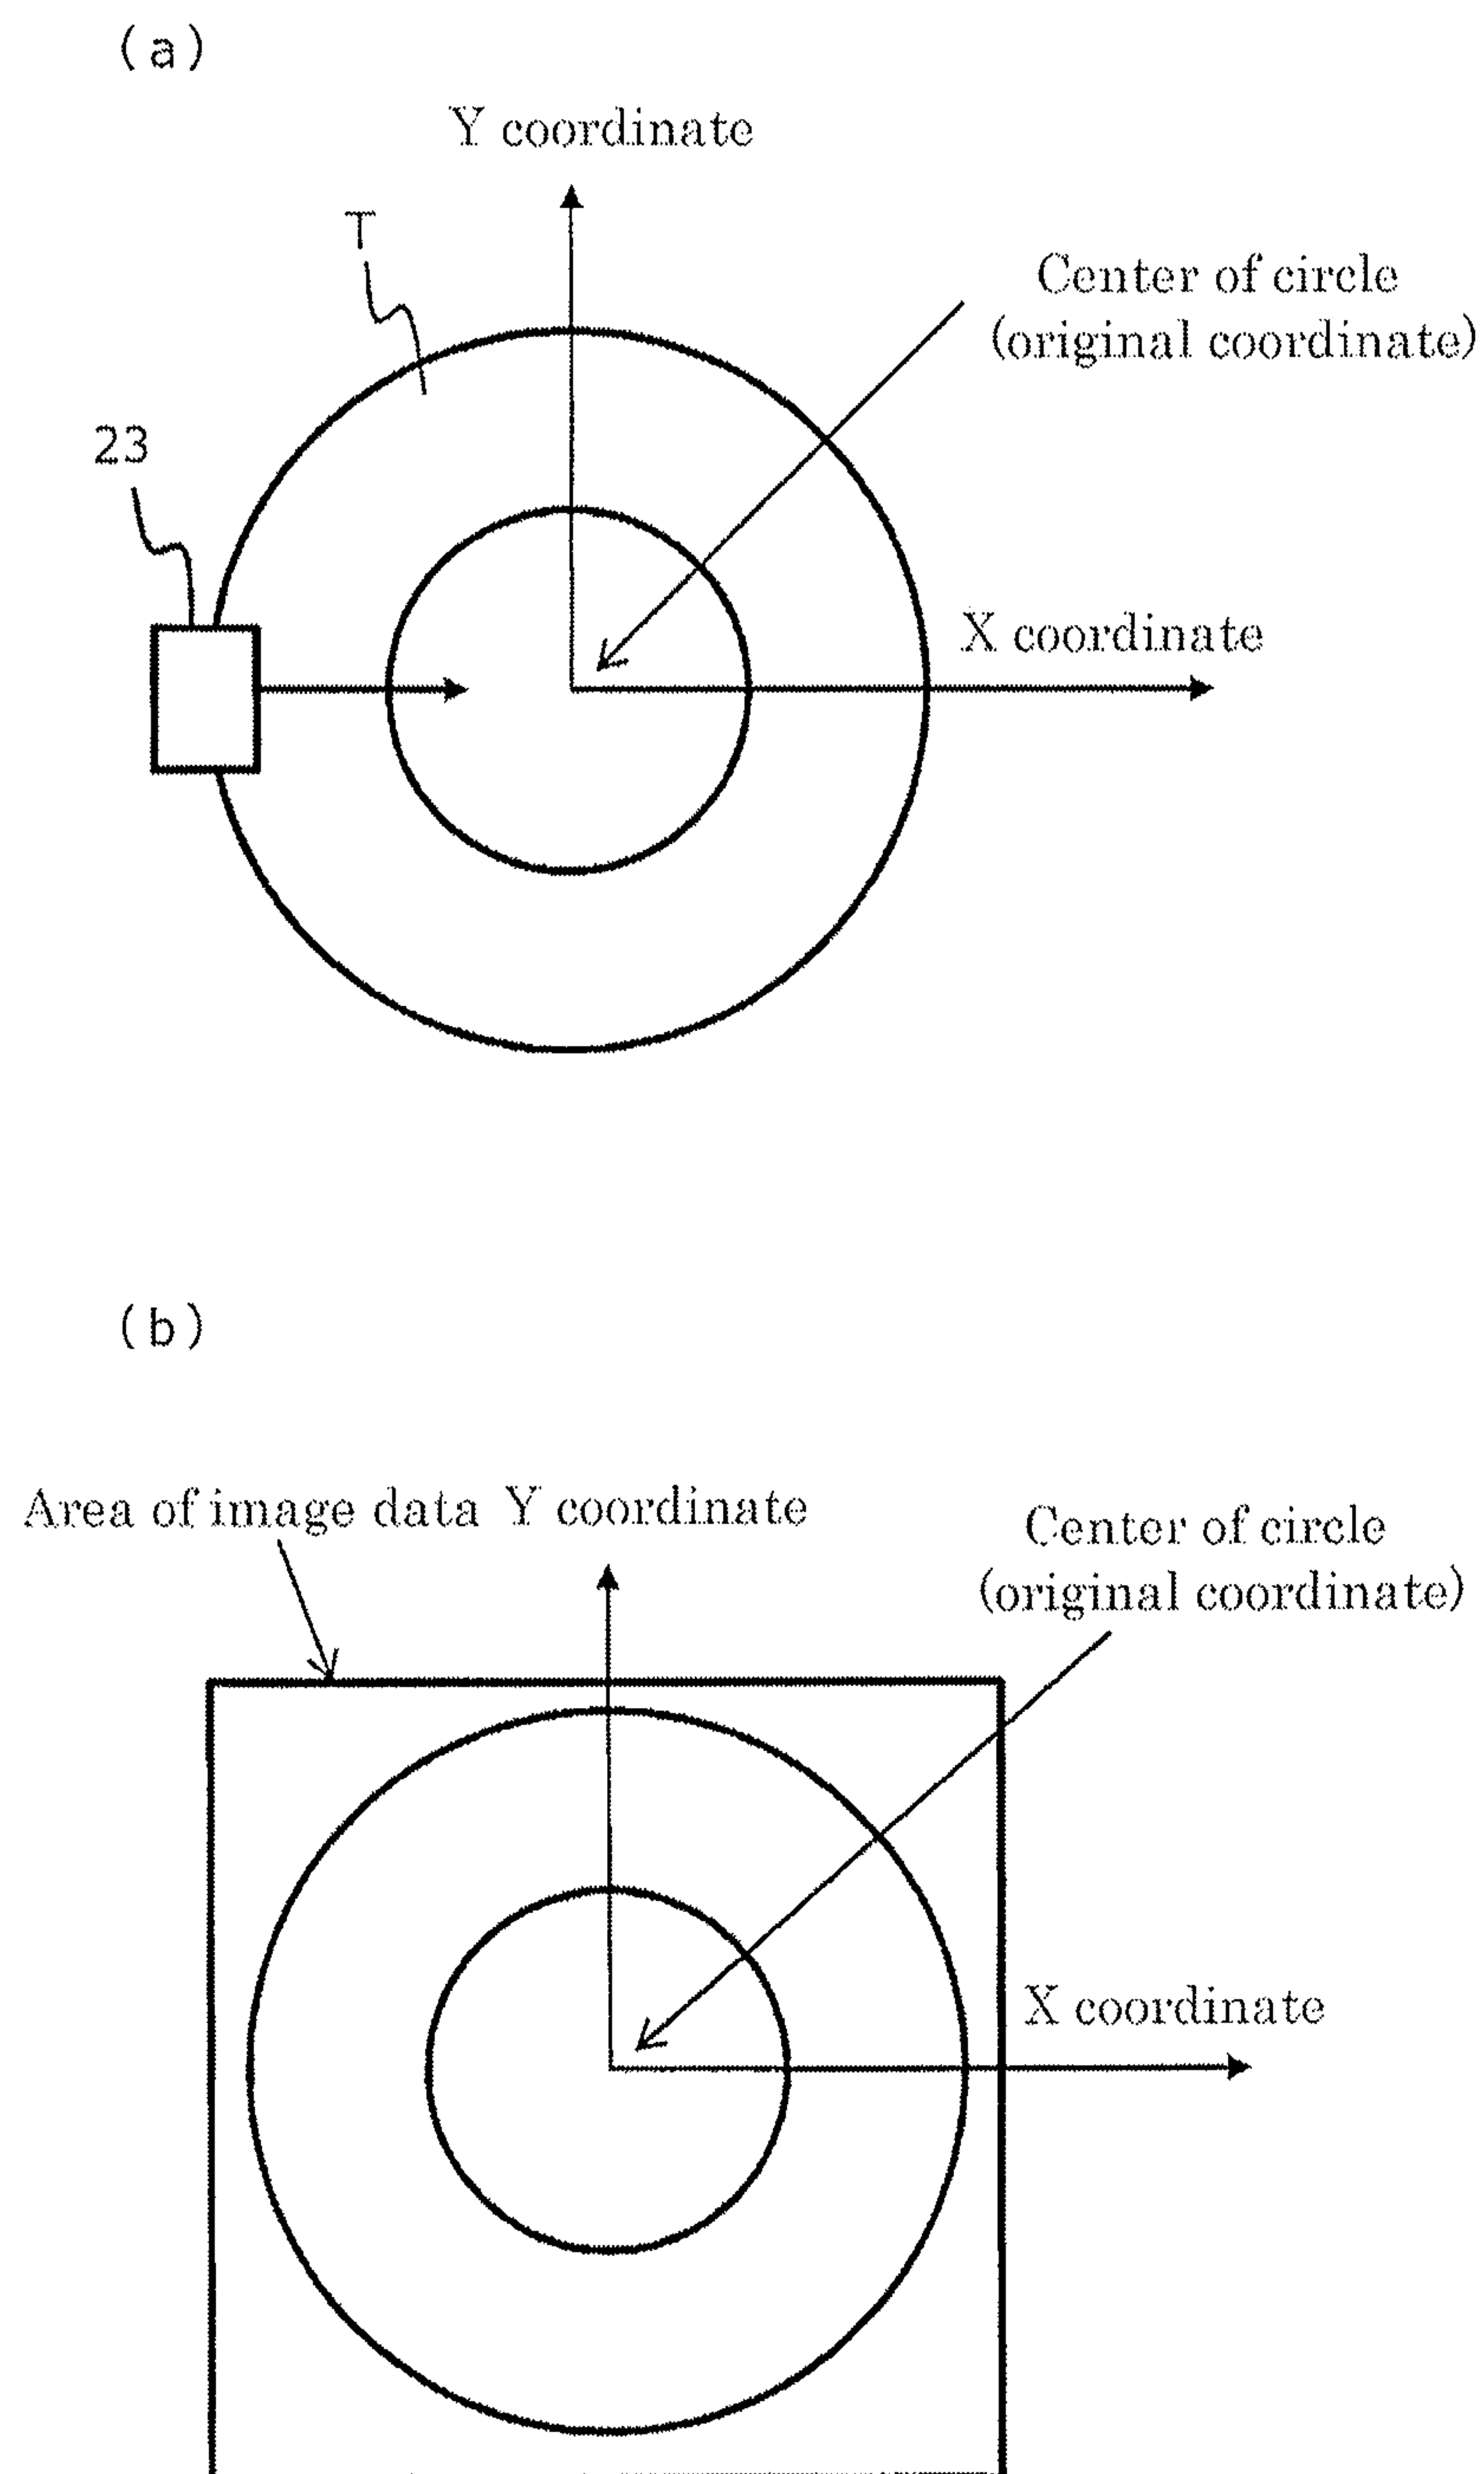 (a)
Y coordinate
T
Center of circle
(original coordinate)
23
X coordinate
(b)
Area of image data Y coordinate
Center of circle
(original coordinate)
X coordinate